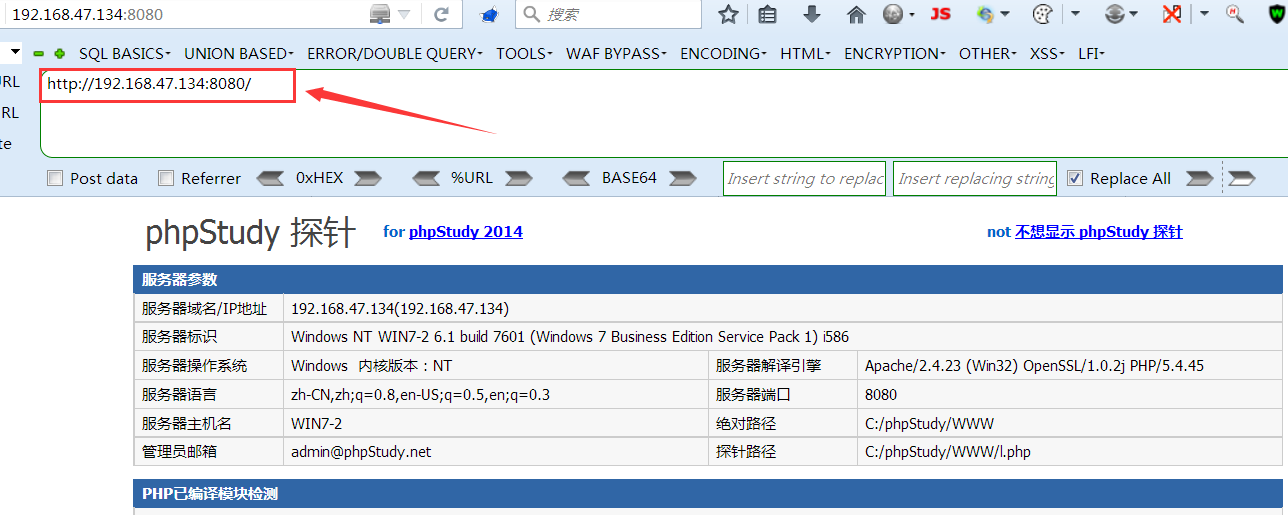 192.168.47.134:8080 搜索 JS
SQL BASICS UNION BASED ERROR/DOUBLE QUERY TOOLS WAF BYPASS ENCODING HTML ENCRYPTION OTHER XSS LFI
URL http://192.168.47.134:8080/
RL
te
Post data Referrer 0xHEX %URL BASE64 Insert string to replac Insert replacing string Replace All
phpStudy 探针 for phpStudy 2014 not 不想显示 phpStudy 探针
服务器参数
服务器域名/IP地址 192.168.47.134(192.168.47.134)
服务器标识 Windows NT WIN7-2 6.1 build 7601 (Windows 7 Business Edition Service Pack 1) i586
服务器操作系统 Windows 内核版本：NT 服务器解译引擎 Apache/2.4.23 (Win32) OpenSSL/1.0.2j PHP/5.4.45
服务器语言 zh-CN,zh;q=0.8,en-US;q=0.5,en;q=0.3 服务器端口 8080
服务器主机名 WIN7-2 绝对路径 C:/phpStudy/WWW
管理员邮箱 admin@phpStudy.net 探针路径 C:/phpStudy/WWW/l.php
PHP已编译模块检测